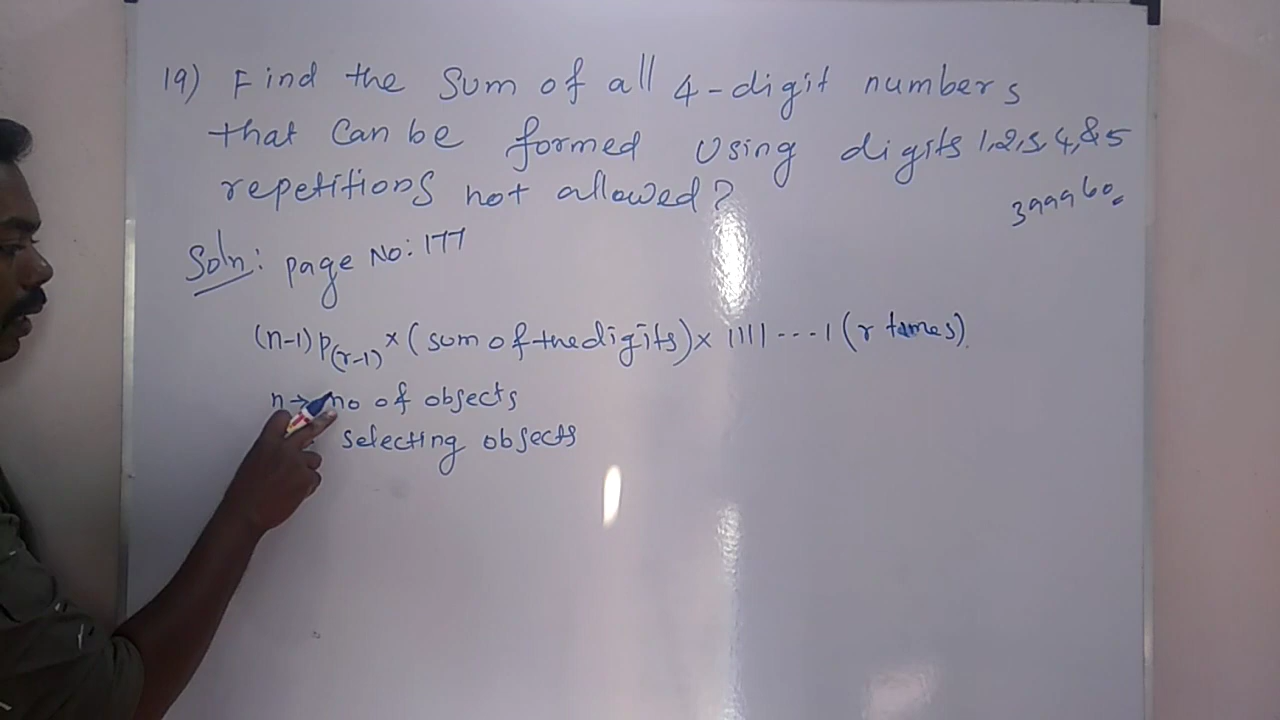 19) Find the sum of all 4-digit numbers
that can be formed using digits 1,2,3,4,&5
repetitions not allowed?
399960
Soln: page No: 177
(n-1)P(r-1) × (sum of the digits) × 1111---1 (r times)
n→ no of objects
selecting objects